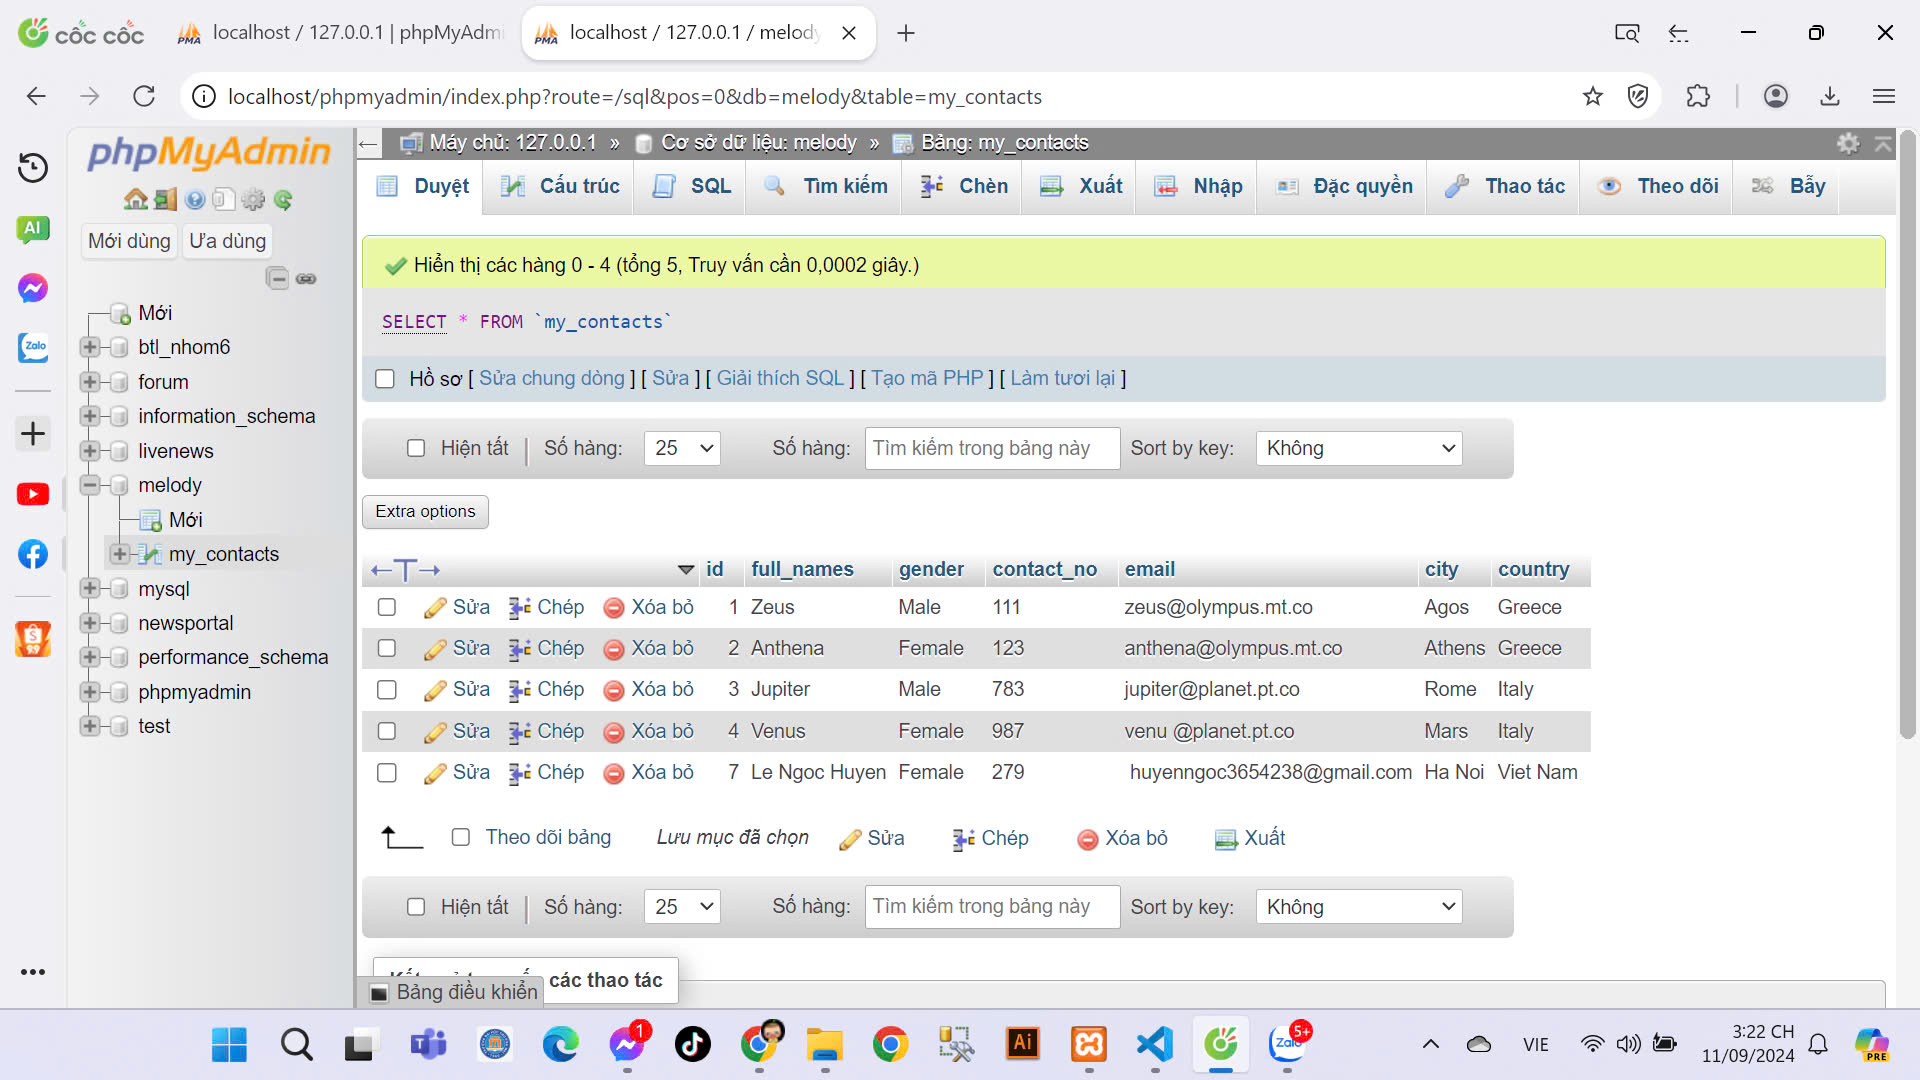 cốc cốc
localhost / 127.0.0.1 | phpMyAdmi
localhost / 127.0.0.1 / melody
localhost/phpmyadmin/index.php?route=/sql&pos=0&db=melody&table=my_contacts
phpMyAdmin
Mới dùng Ưa dùng
Mới
btl_nhom6
forum
information_schema
livenews
melody
Mới
my_contacts
mysql
newsportal
performance_schema
phpmyadmin
test
AI
Zalo
9.9
Máy chủ: 127.0.0.1 » Cơ sở dữ liệu: melody » Bảng: my_contacts
Duyệt Cấu trúc SQL Tìm kiếm Chèn Xuất Nhập Đặc quyền Thao tác Theo dõi Bẫy
Hiển thị các hàng 0 - 4 (tổng 5, Truy vấn cần 0,0002 giây.)
SELECT * FROM `my_contacts`
Hồ sơ [ Sửa chung dòng ] [ Sửa ] [ Giải thích SQL ] [ Tạo mã PHP ] [ Làm tươi lại ]
Hiện tất | Số hàng: 25 Số hàng: Tìm kiếm trong bảng này Sort by key: Không
Extra options
←T→ id full_names gender contact_no email city country
Sửa Chép Xóa bỏ 1 Zeus Male 111 zeus@olympus.mt.co Agos Greece
Sửa Chép Xóa bỏ 2 Anthena Female 123 anthena@olympus.mt.co Athens Greece
Sửa Chép Xóa bỏ 3 Jupiter Male 783 jupiter@planet.pt.co Rome Italy
Sửa Chép Xóa bỏ 4 Venus Female 987 venu @planet.pt.co Mars Italy
Sửa Chép Xóa bỏ 7 Le Ngoc Huyen Female 279 huyenngoc3654238@gmail.com Ha Noi Viet Nam
Theo dõi bảng Lưu mục đã chọn Sửa Chép Xóa bỏ Xuất
Hiện tất | Số hàng: 25 Số hàng: Tìm kiếm trong bảng này Sort by key: Không
các thao tác
Bảng điều khiển
1
Ai
Zalo
5+
VIE
3:22 CH
11/09/2024
PRE